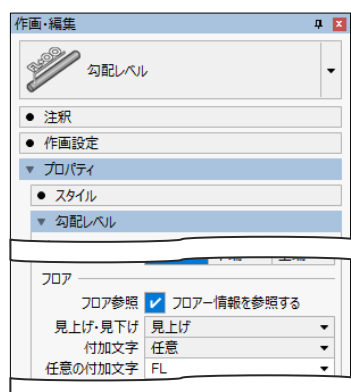 作画・編集
勾配レベル
● 注釈
● 作画設定
▼ プロパティ
● スタイル
▼ 勾配レベル
フロア
フロア参照 ✔ フロアー情報を参照する
見上げ・見下げ 見上げ
付加文字 任意
任意の付加文字 FL